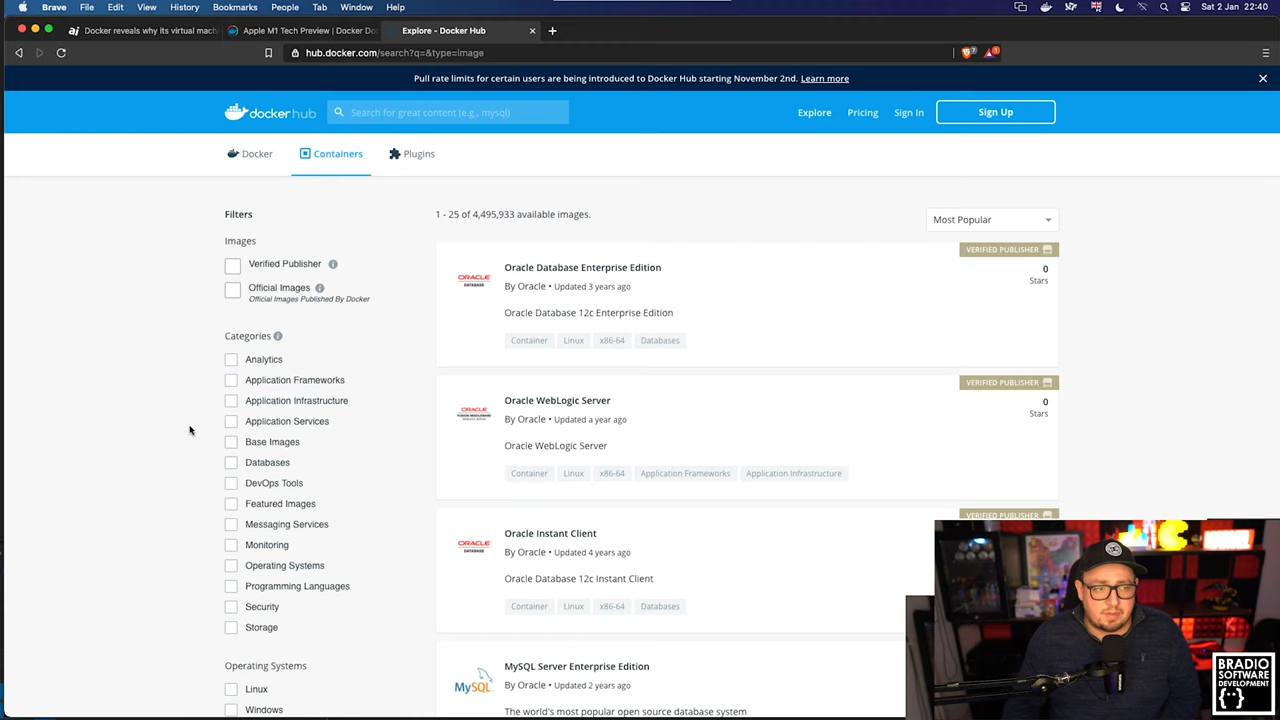 Brave File Edit View History Bookmarks People Tab Container Window Help Sat 2 Jan 22:40
Docker reveals why its virtual mach
Apple M1 Tech Preview | Docker Do
Explore - Docker Hub
hub.docker.com/search?q=&type=image
Pull rate limits for certain users are being introduced to Docker Hub starting November 2nd. Learn more
dockerhub
Search for great content (e.g., mysql)
Explore Pricing Sign In Sign Up
Docker Containers Plugins
Filters
1 - 25 of 4,495,933 available images.
Most Popular
Images
Verified Publisher
Official Images
Official Images Published By Docker
Categories
Analytics
Application Frameworks
Application Infrastructure
Application Services
Base Images
Databases
DevOps Tools
Featured Images
Messaging Services
Monitoring
Operating Systems
Programming Languages
Security
Storage
Operating Systems
Linux
Windows
VERIFIED PUBLISHER
ORACLE DATABASE
Oracle Database Enterprise Edition
0
Stars
By Oracle • Updated 3 years ago
Oracle Database 12c Enterprise Edition
Container Linux x86-64 Databases
VERIFIED PUBLISHER
ORACLE
Oracle WebLogic Server
0
Stars
By Oracle • Updated a year ago
Oracle WebLogic Server
Container Linux x86-64 Application Frameworks Application Infrastructure
VERIFIED PUBLISHER
ORACLE DATABASE
Oracle Instant Client
By Oracle • Updated 4 years ago
Oracle Database 12c Instant Client
Container Linux x86-64 Databases
MySQL
MySQL Server Enterprise Edition
By Oracle • Updated 2 years ago
The world's most popular open source database system
BRADIO
SOFTWARE
DEVELOPMENT
{··}